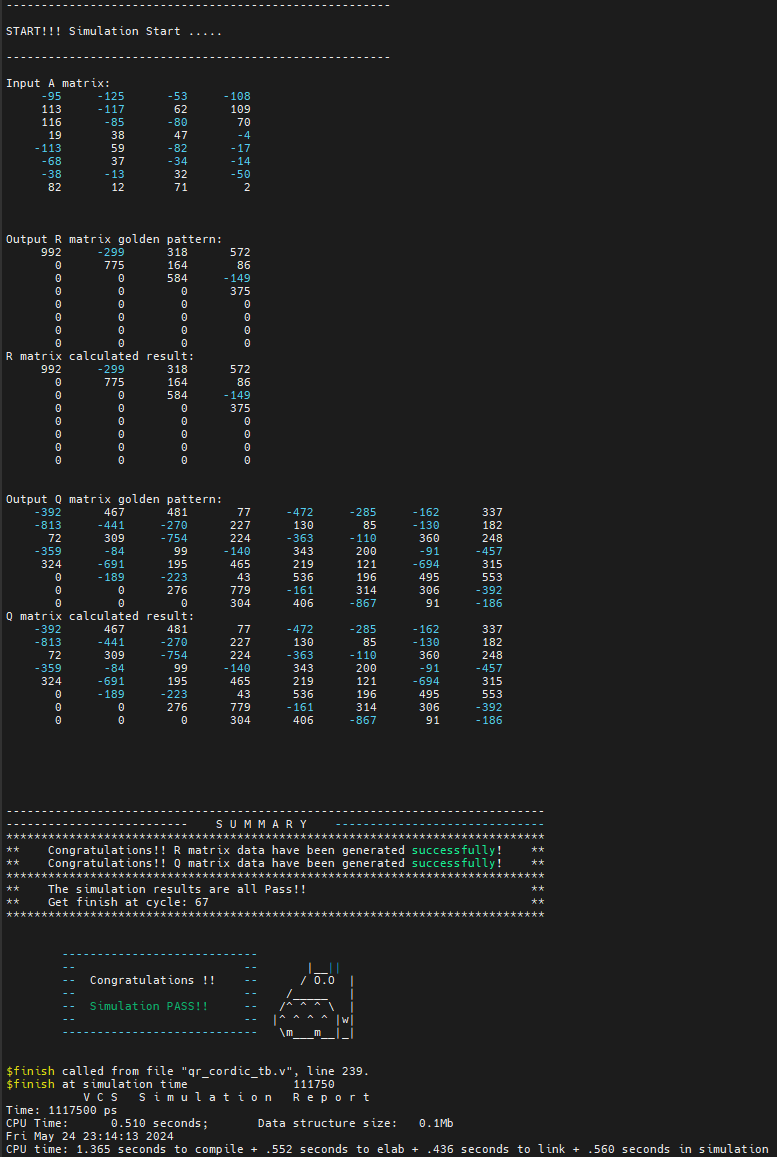 -------------------------------------------------------
START!!! Simulation Start .....
-------------------------------------------------------
Input A matrix:
-95 -125 -53 -108
113 -117 62 109
116 -85 -80 70
19 38 47 -4
-113 59 -82 -17
-68 37 -34 -14
-38 -13 32 -50
82 12 71 2
Output R matrix golden pattern:
992 -299 318 572
0 775 164 86
0 0 584 -149
0 0 0 375
0 0 0 0
0 0 0 0
0 0 0 0
0 0 0 0
R matrix calculated result:
992 -299 318 572
0 775 164 86
0 0 584 -149
0 0 0 375
0 0 0 0
0 0 0 0
0 0 0 0
0 0 0 0
Output Q matrix golden pattern:
-392 467 481 77 -472 -285 -162 337
-813 -441 -270 227 130 85 -130 182
72 309 -754 224 -363 -110 360 248
-359 -84 99 -140 343 200 -91 -457
324 -691 195 465 219 121 -694 315
0 -189 -223 43 536 196 495 553
0 0 276 779 -161 314 306 -392
0 0 0 304 406 -867 91 -186
Q matrix calculated result:
-392 467 481 77 -472 -285 -162 337
-813 -441 -270 227 130 85 -130 182
72 309 -754 224 -363 -110 360 248
-359 -84 99 -140 343 200 -91 -457
324 -691 195 465 219 121 -694 315
0 -189 -223 43 536 196 495 553
0 0 276 779 -161 314 306 -392
0 0 0 304 406 -867 91 -186
-----------------------------------------------------------------------------
-------------------------- S U M M A R Y ------------------------------
*****************************************************************************
** Congratulations!! R matrix data have been generated successfully! **
** Congratulations!! Q matrix data have been generated successfully! **
*****************************************************************************
** The simulation results are all Pass!! **
** Get finish at cycle: 67 **
*****************************************************************************
----------------------------
-- -- |__||
-- Congratulations !! -- / O.O |
-- -- /_____ |
-- Simulation PASS!! -- /^ ^ ^ \ |
-- -- |^ ^ ^ ^ |w|
---------------------------- \m___m__|_|
$finish called from file "qr_cordic_tb.v", line 239.
$finish at simulation time 111750
V C S S i m u l a t i o n R e p o r t
Time: 1117500 ps
CPU Time: 0.510 seconds; Data structure size: 0.1Mb
Fri May 24 23:14:13 2024
CPU time: 1.365 seconds to compile + .552 seconds to elab + .436 seconds to link + .560 seconds in simulation